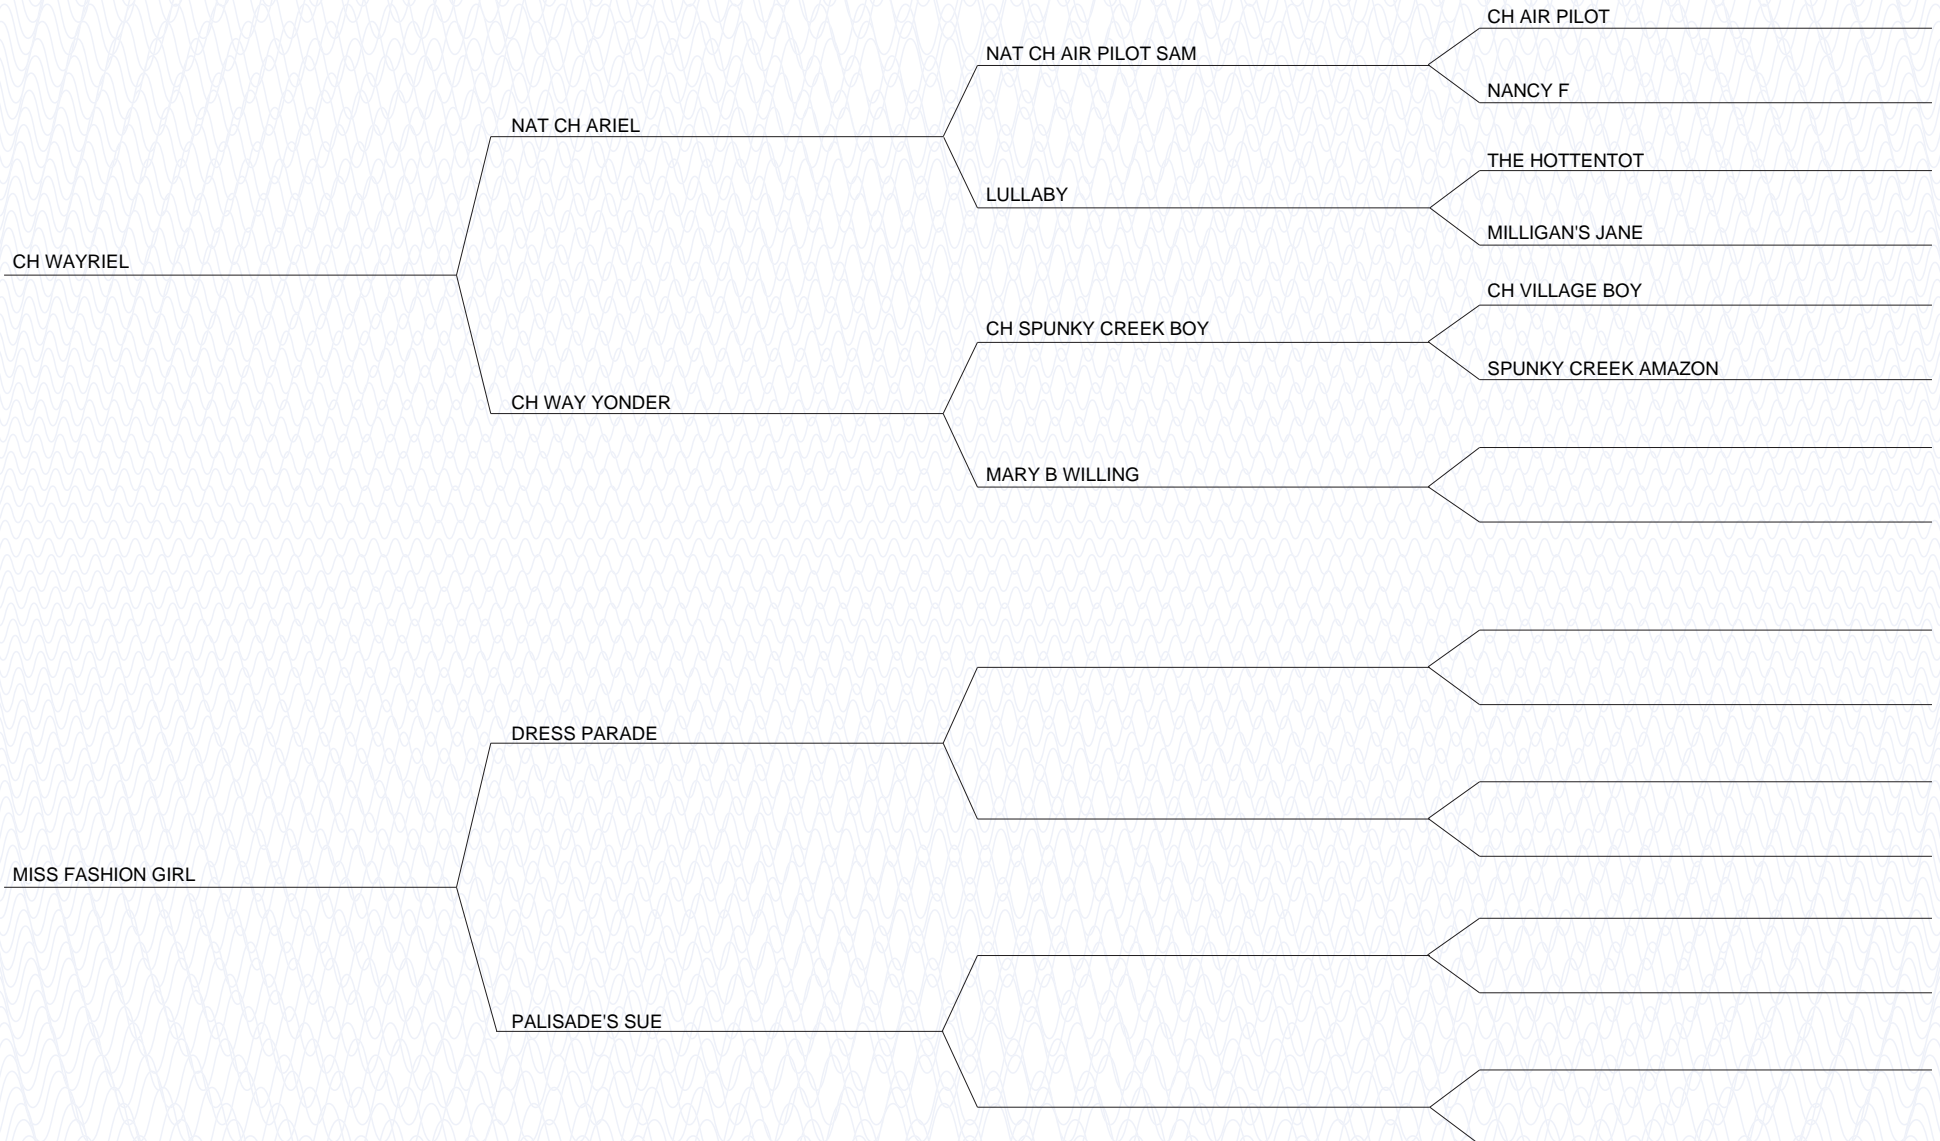 CH AIR PILOT
NAT CH AIR PILOT SAM
NANCY F
NAT CH ARIEL
THE HOTTENTOT
LULLABY
MILLIGAN'S JANE
CH WAYRIEL
CH VILLAGE BOY
CH SPUNKY CREEK BOY
SPUNKY CREEK AMAZON
CH WAY YONDER
MARY B WILLING
DRESS PARADE
MISS FASHION GIRL
PALISADE'S SUE